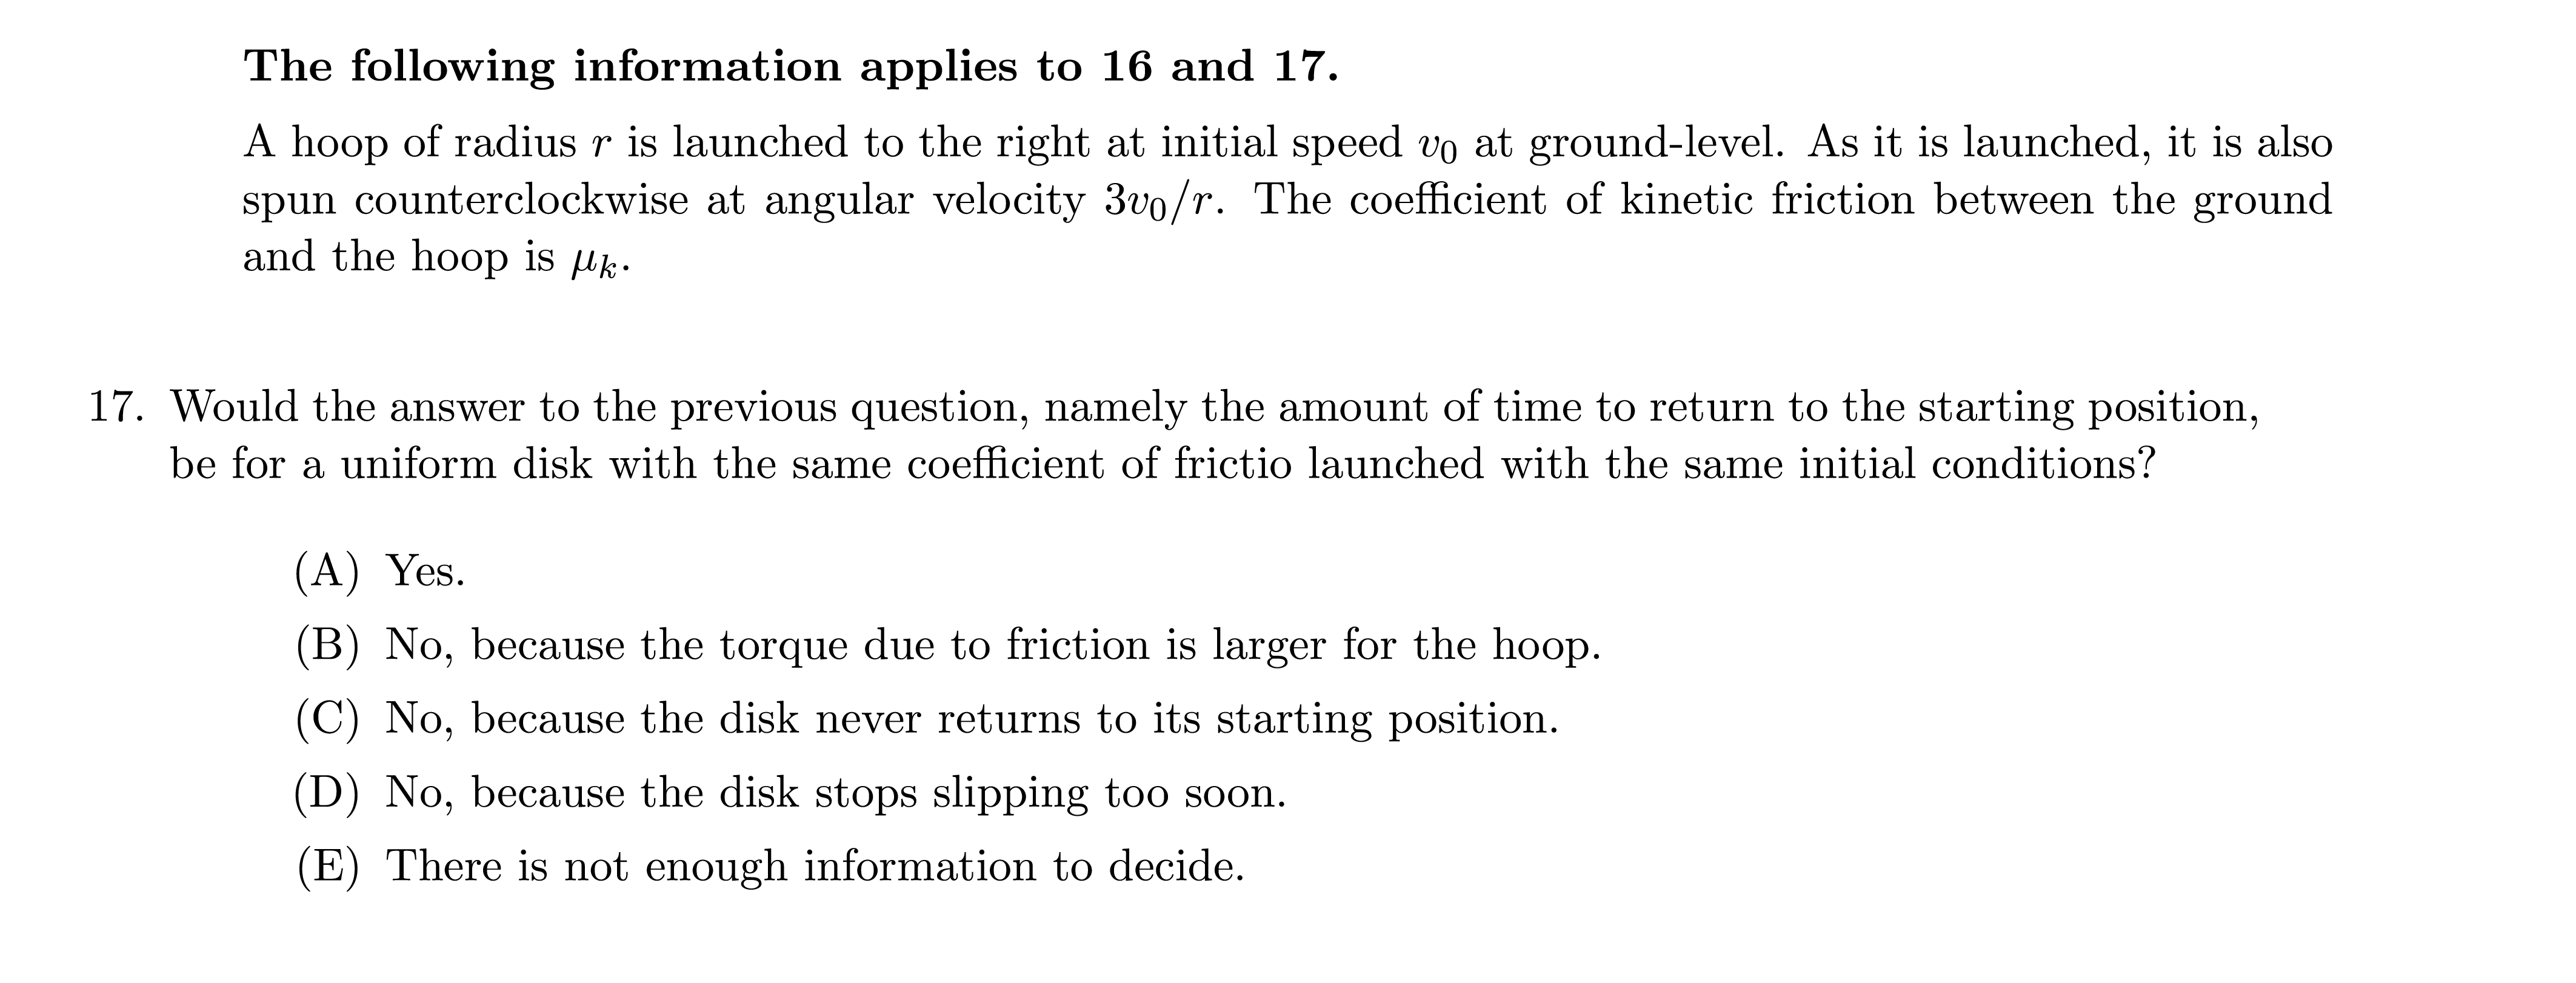 The following information applies to 16 and 17.
A hoop of radius r is launched to the right at initial speed v₀ at ground-level. As it is launched, it is also
spun counterclockwise at angular velocity 3v₀/r. The coefficient of kinetic friction between the ground
and the hoop is μₖ.
17. Would the answer to the previous question, namely the amount of time to return to the starting position,
be for a uniform disk with the same coefficient of frictio launched with the same initial conditions?
(A) Yes.
(B) No, because the torque due to friction is larger for the hoop.
(C) No, because the disk never returns to its starting position.
(D) No, because the disk stops slipping too soon.
(E) There is not enough information to decide.